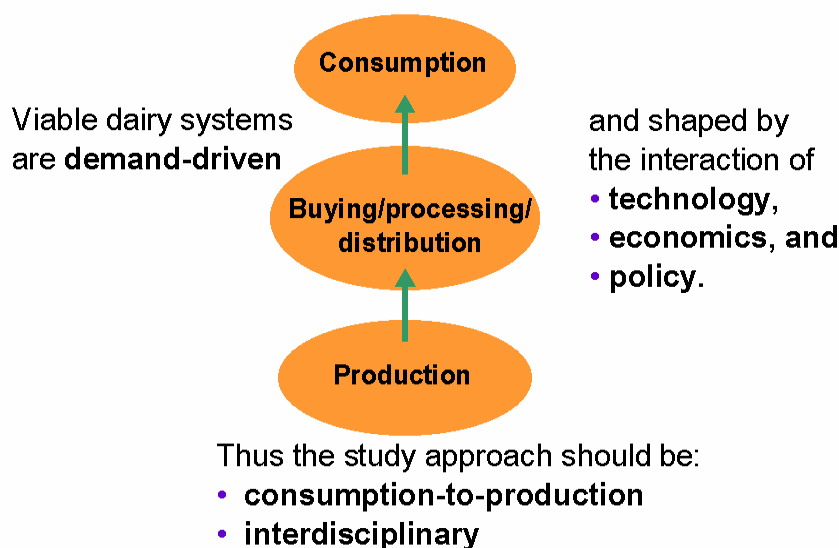 Consumption
Viable dairy systems
are demand-driven
Buying/processing/
distribution
and shaped by
the interaction of
• technology,
• economics, and
• policy.
Production
Thus the study approach should be:
• consumption-to-production
• interdisciplinary